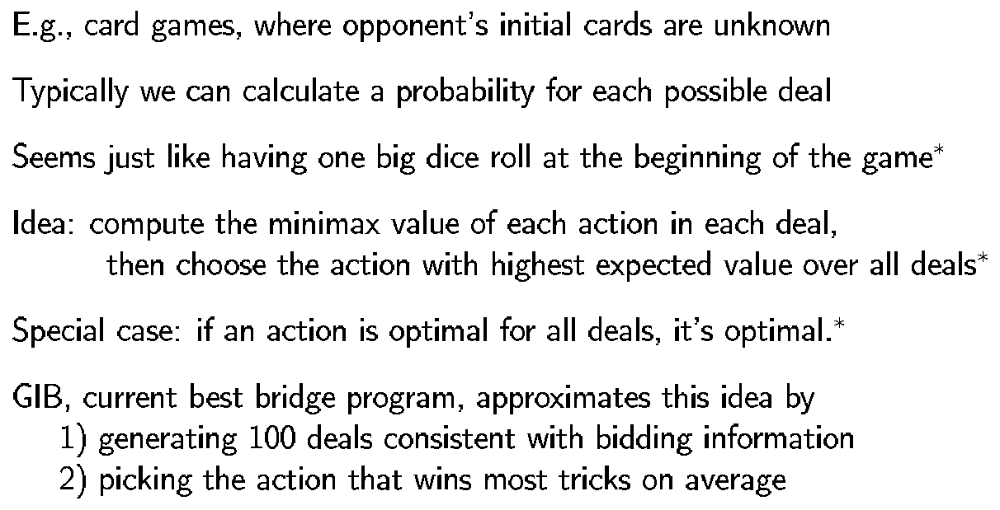 E.g., card games, where opponent's initial cards are unknown
Typically we can calculate a probability for each possible deal
Seems just like having one big dice roll at the beginning of the game*
Idea: compute the minimax value of each action in each deal,
then choose the action with highest expected value over all deals*
Special case: if an action is optimal for all deals, it's optimal.*
GIB, current best bridge program, approximates this idea by
1) generating 100 deals consistent with bidding information
2) picking the action that wins most tricks on average